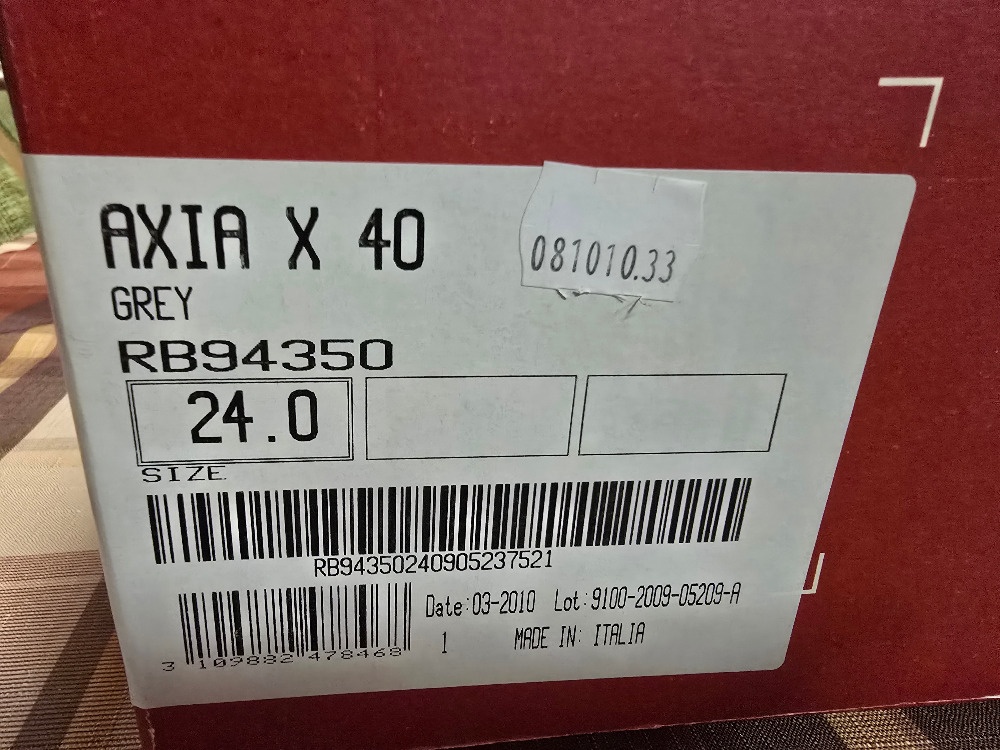 AXIA X 40
081010.33
GREY
RB94350
24.0
SIZE
RB94350240905237521
Date:03-2010 Lot:9100-2009-05209-A
1 MADE IN: ITALIA
3 109882 478468